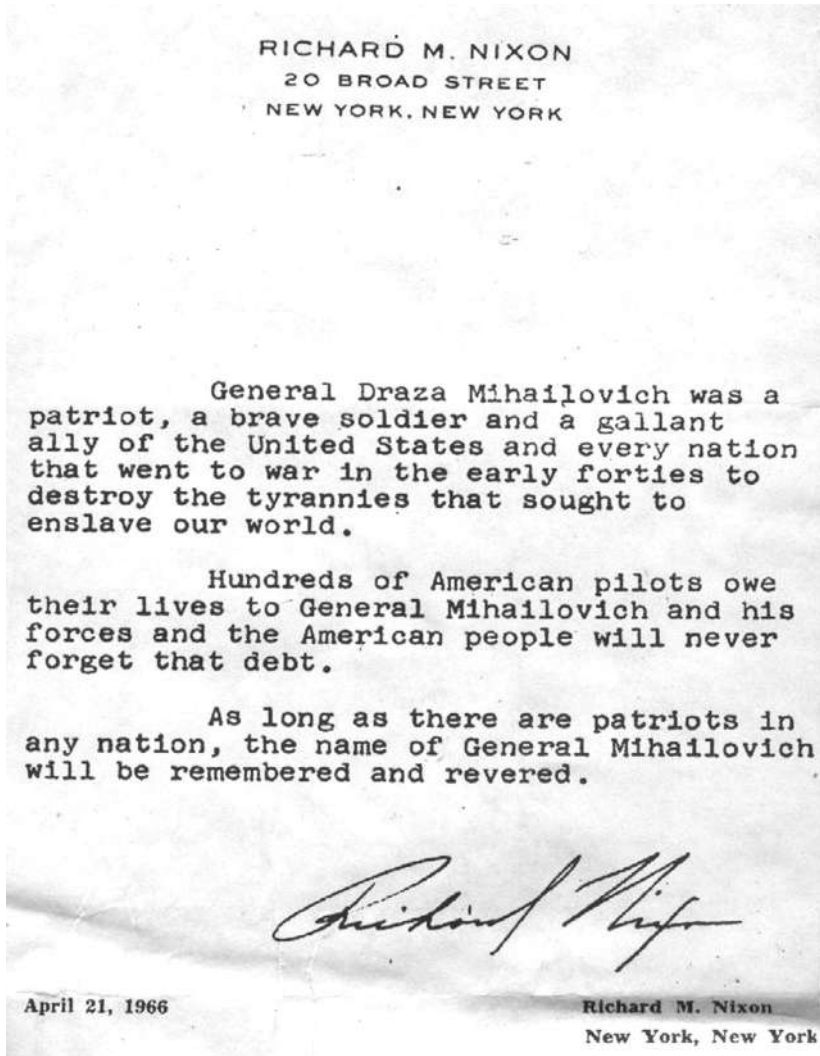 RICHARD M. NIXON
20 BROAD STREET
NEW YORK, NEW YORK
General Draza Mihailovich was a
patriot, a brave soldier and a gallant
ally of the United States and every nation
that went to war in the early forties to
destroy the tyrannies that sought to
enslave our world.
Hundreds of American pilots owe
their lives to General Mihailovich and his
forces and the American people will never
forget that debt.
As long as there are patriots in
any nation, the name of General Mihailovich
will be remembered and revered.
Richard Nixon
April 21, 1966
Richard M. Nixon
New York, New York